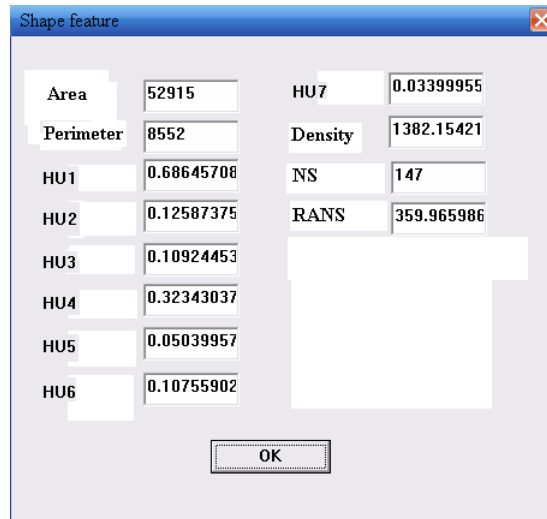 Shape feature
Area 52915
Perimeter 8552
HU1 0.68645708
HU2 0.12587375
HU3 0.10924453
HU4 0.32343037
HU5 0.05039957
HU6 0.10755902
HU7 0.03399955
Density 1382.15421
NS 147
RANS 359.965986
OK